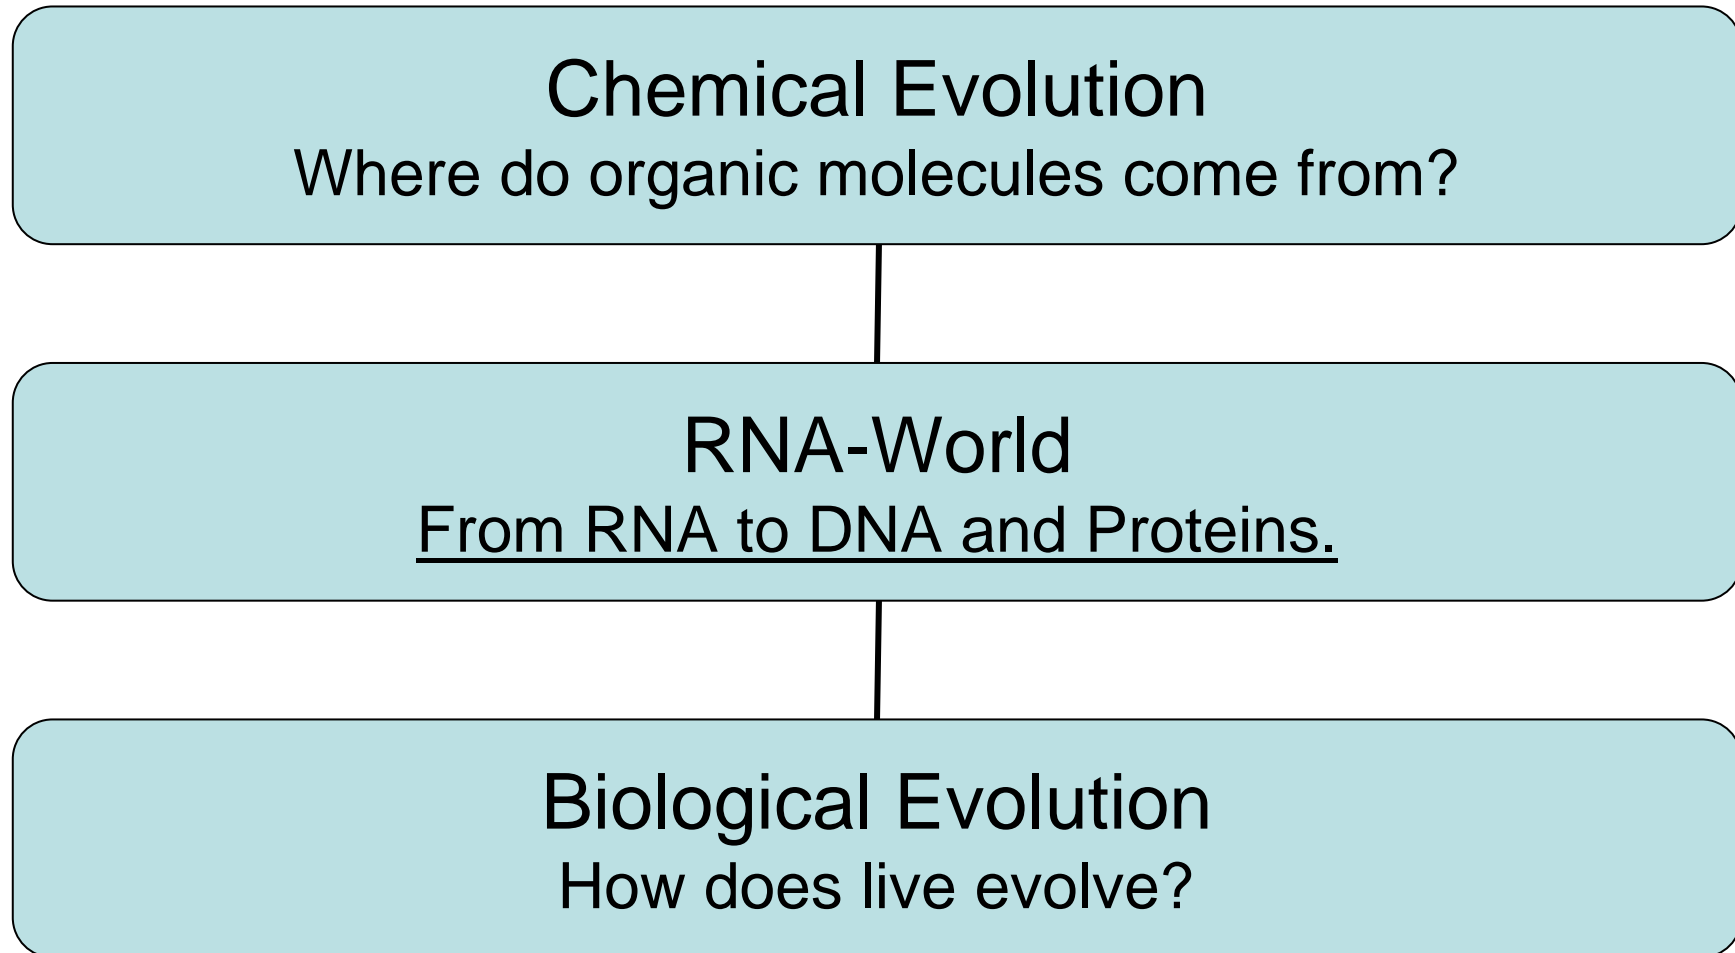 Chemical Evolution
Where do organic molecules come from?
RNA-World
From RNA to DNA and Proteins.
Biological Evolution
How does live evolve?